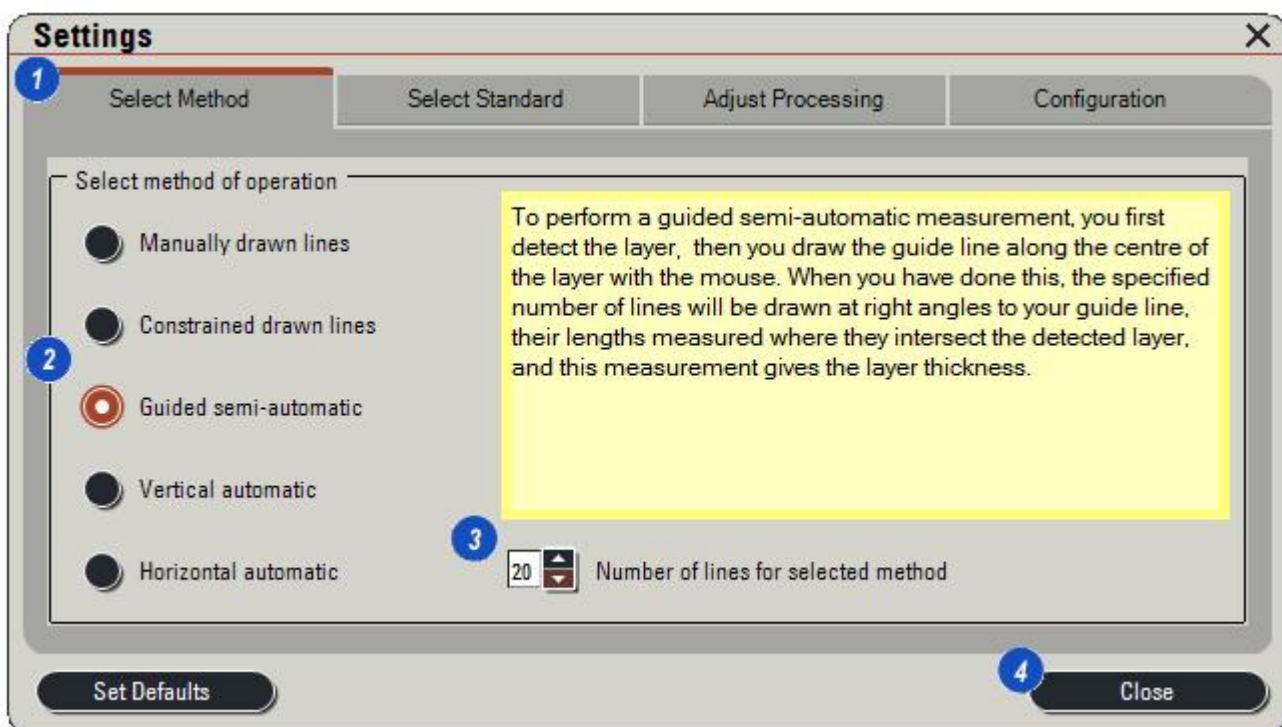 Settings
1
Select Method
Select Standard
Adjust Processing
Configuration
Select method of operation
Manually drawn lines
Constrained drawn lines
2
Guided semi-automatic
Vertical automatic
Horizontal automatic
To perform a guided semi-automatic measurement, you first
detect the layer, then you draw the guide line along the centre of
the layer with the mouse. When you have done this, the specified
number of lines will be drawn at right angles to your guide line,
their lengths measured where they intersect the detected layer,
and this measurement gives the layer thickness.
3
20 Number of lines for selected method
Set Defaults
4
Close